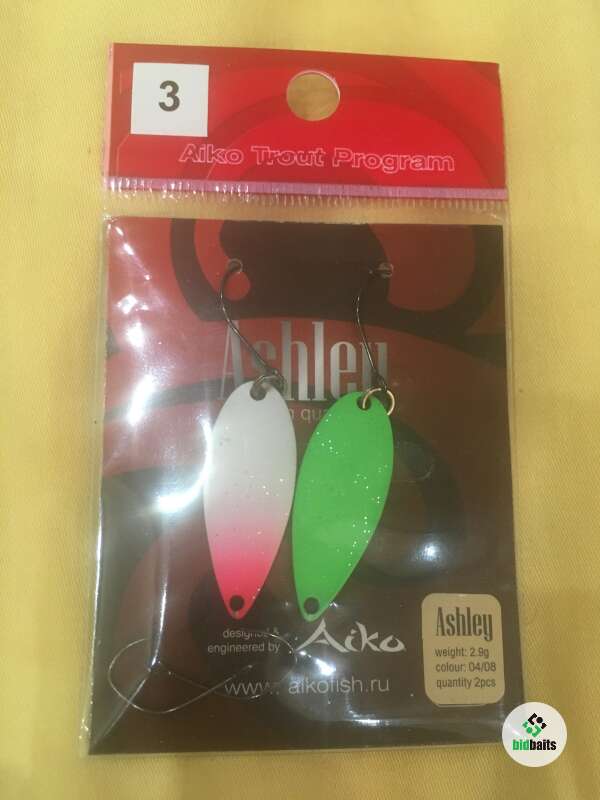 3
Aiko Trout Program
Ashley
designed &
engineered by
Aiko
www.aikofish.ru
Ashley
weight: 2.9g
colour: 04/08
quantity 2pcs
bidbaits